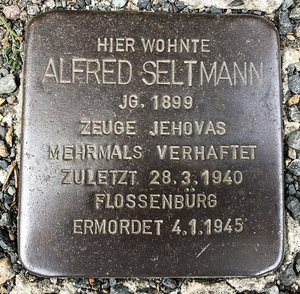 HIER WOHNTE
ALFRED SELTMANN
JG. 1899
ZEUGE JEHOVAS
MEHRMALS VERHAFTET
ZULETZT 28.3.1940
FLOSSENBÜRG
ERMORDET 4.1.1945